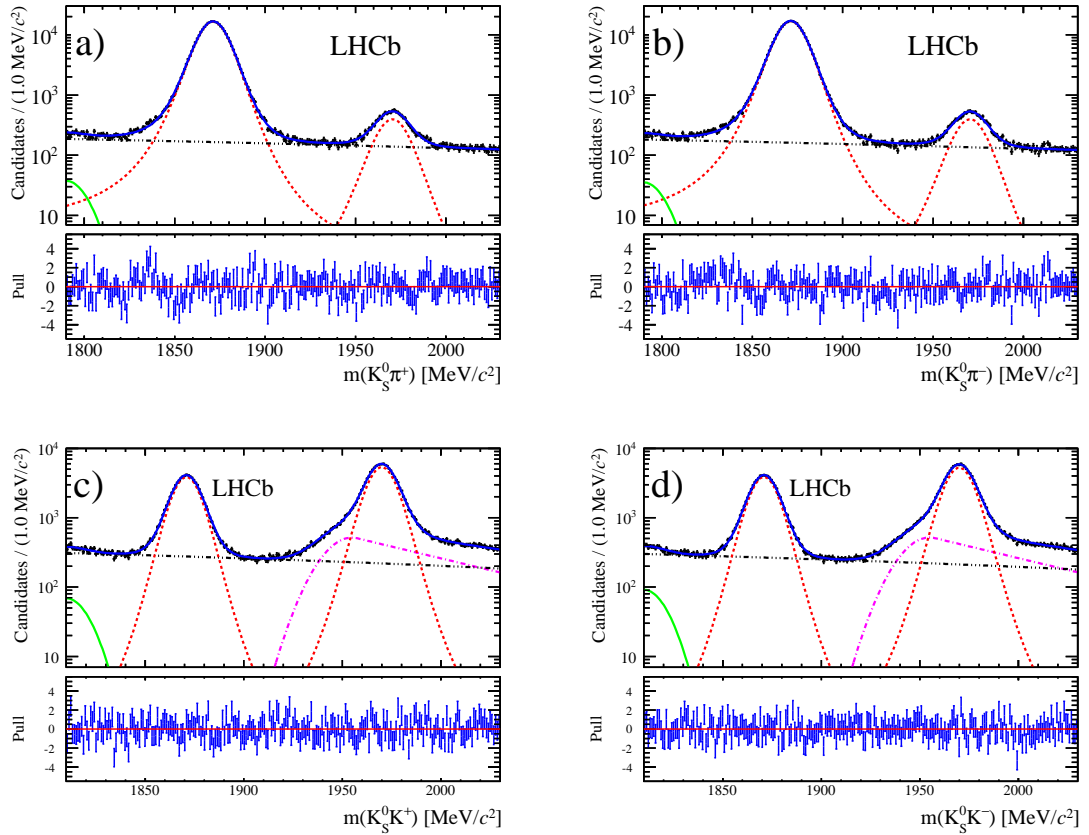 a)
LHCb
Candidates / (1.0 MeV/c²)
10⁴
10³
10²
10
Pull
4
2
0
-2
-4
1800 1850 1900 1950 2000
m(K⁰_Sπ⁺) [MeV/c²]
b)
LHCb
Candidates / (1.0 MeV/c²)
10⁴
10³
10²
10
Pull
4
2
0
-2
-4
1800 1850 1900 1950 2000
m(K⁰_Sπ⁻) [MeV/c²]
c)
LHCb
Candidates / (1.0 MeV/c²)
10⁴
10³
10²
10
Pull
4
2
0
-2
-4
1850 1900 1950 2000
m(K⁰_SK⁺) [MeV/c²]
d)
LHCb
Candidates / (1.0 MeV/c²)
10⁴
10³
10²
10
Pull
4
2
0
-2
-4
1850 1900 1950 2000
m(K⁰_SK⁻) [MeV/c²]